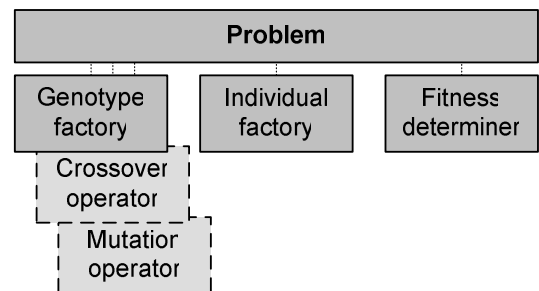 Problem
Genotype
factory
Individual
factory
Fitness
determiner
Crossover
operator
Mutation
operator